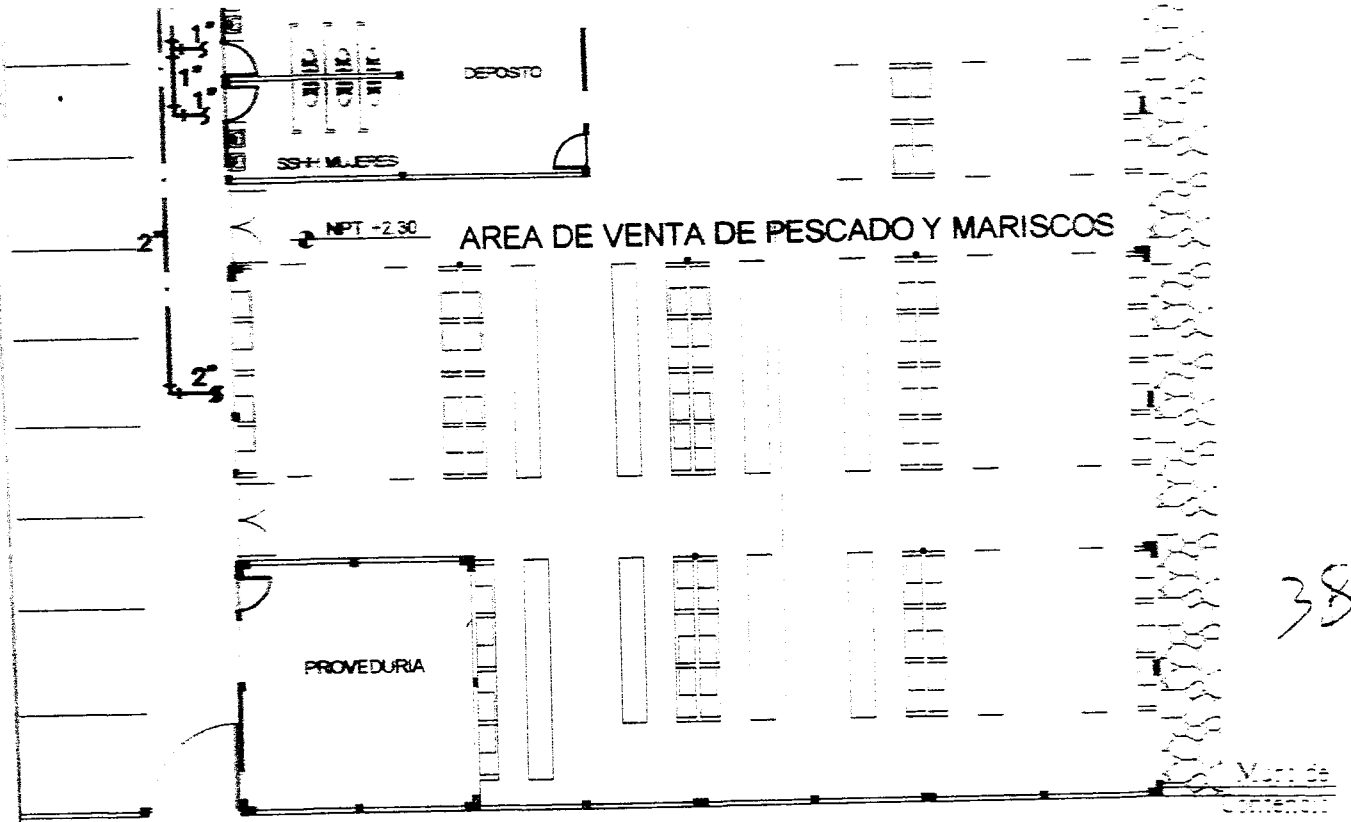 1"
1"
1"
DEPOSITO
SSHH MUJERES
2"
NPT +2.30
AREA DE VENTA DE PESCADO Y MARISCOS
2"
38
PROVEDURIA
Muro de